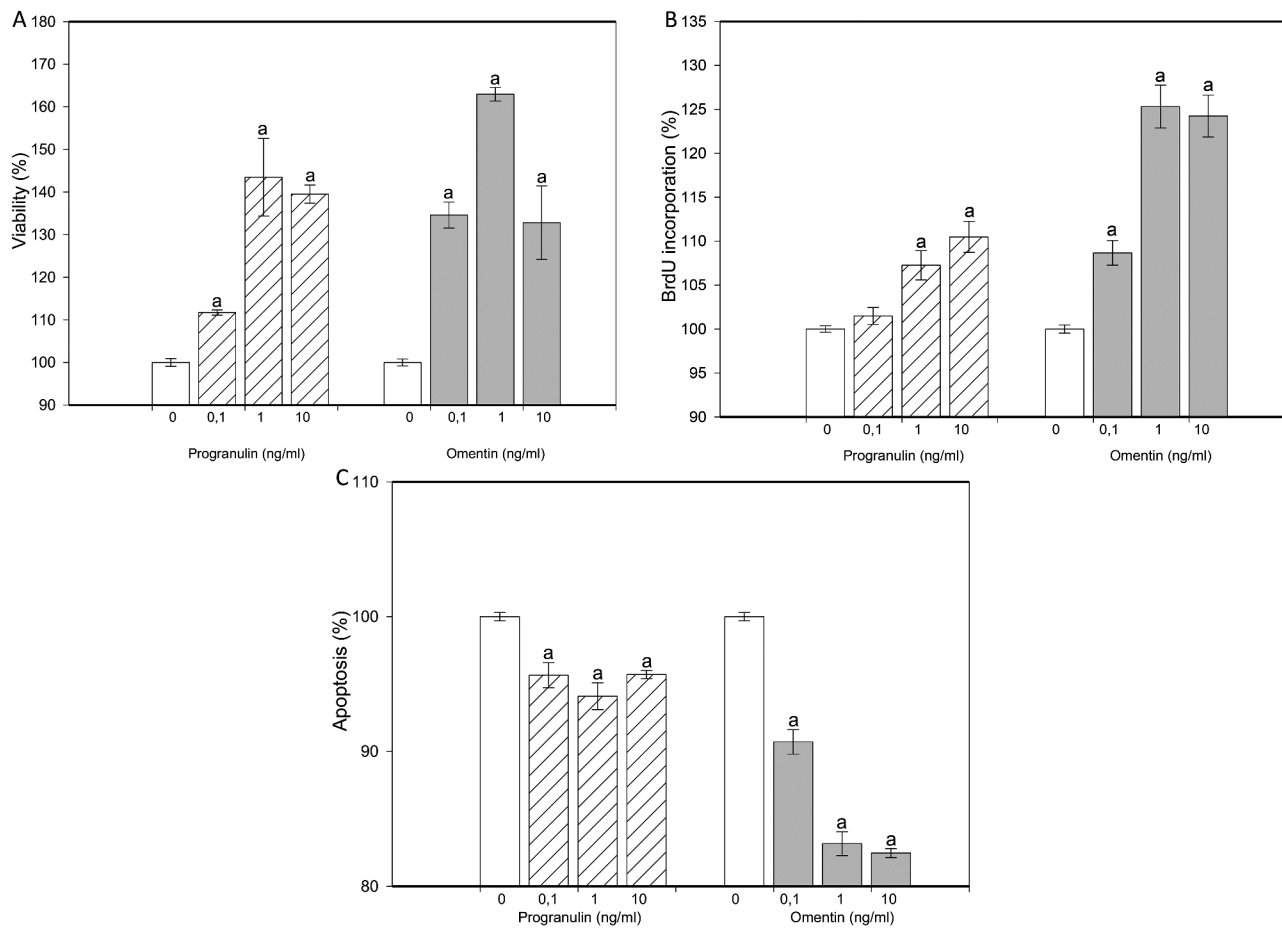 A
Viability (%)
180
170
160
150
140
130
120
110
100
90
a
a
a
a
a
a
0
0,1
1
10
0
0,1
1
10
Progranulin (ng/ml)
Omentin (ng/ml)
B
BrdU incorporation (%)
135
130
125
120
115
110
105
100
95
90
a
a
a
a
a
0
0,1
1
10
0
0,1
1
10
Progranulin (ng/ml)
Omentin (ng/ml)
C
Apoptosis (%)
110
100
90
80
a
a
a
a
a
a
0
0,1
1
10
0
0,1
1
10
Progranulin (ng/ml)
Omentin (ng/ml)